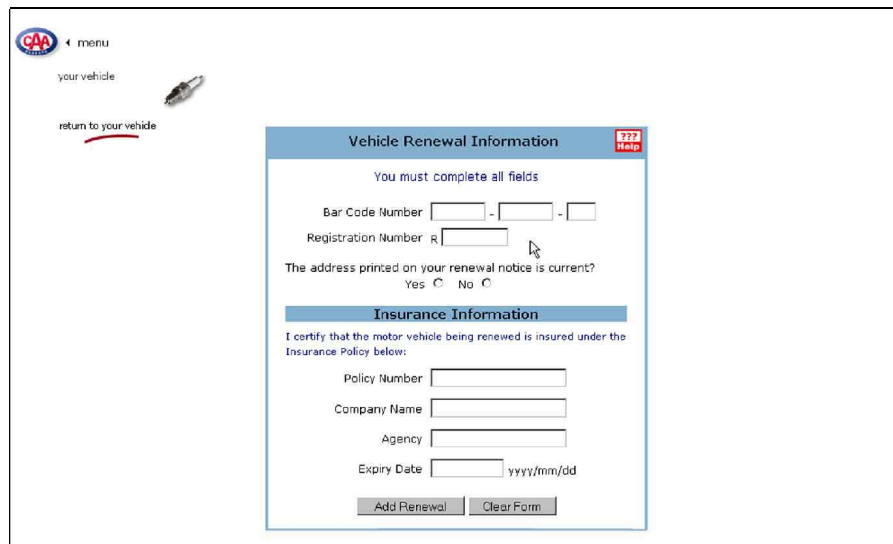 CAA
menu
your vehicle
return to your vehicle
Vehicle Renewal Information
???
Help
You must complete all fields
Bar Code Number - -
Registration Number R
The address printed on your renewal notice is current?
Yes No
Insurance Information
I certify that the motor vehicle being renewed is insured under the
Insurance Policy below:
Policy Number
Company Name
Agency
Expiry Date yyyy/mm/dd
Add Renewal Clear Form